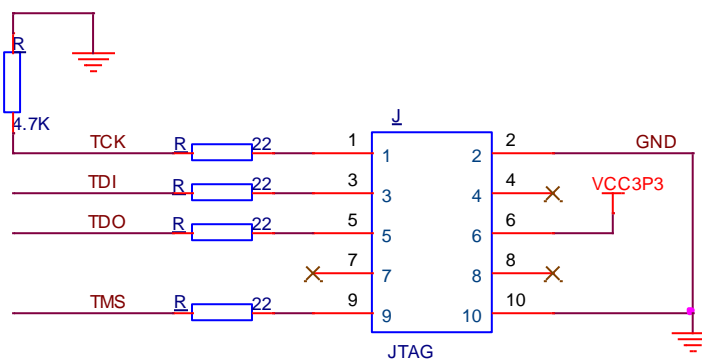 R
4.7K
J
TCK R 22 1 1 2 2 GND
TDI R 22 3 3 4 4 VCC3P3
TDO R 22 5 5 6 6
7 7 8 8
TMS R 22 9 9 10 10
JTAG